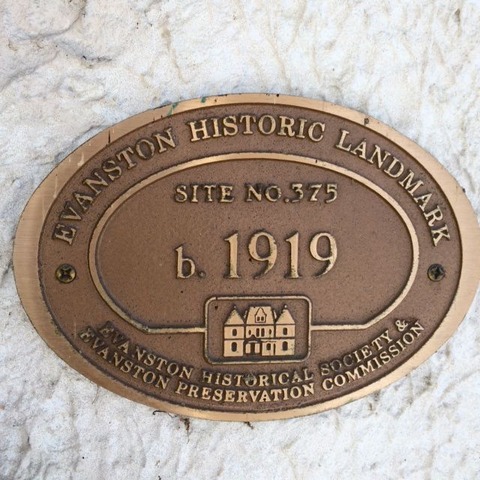 EVANSTON HISTORIC LANDMARK
SITE NO.375
b. 1919
EVANSTON HISTORICAL SOCIETY &
EVANSTON PRESERVATION COMMISSION